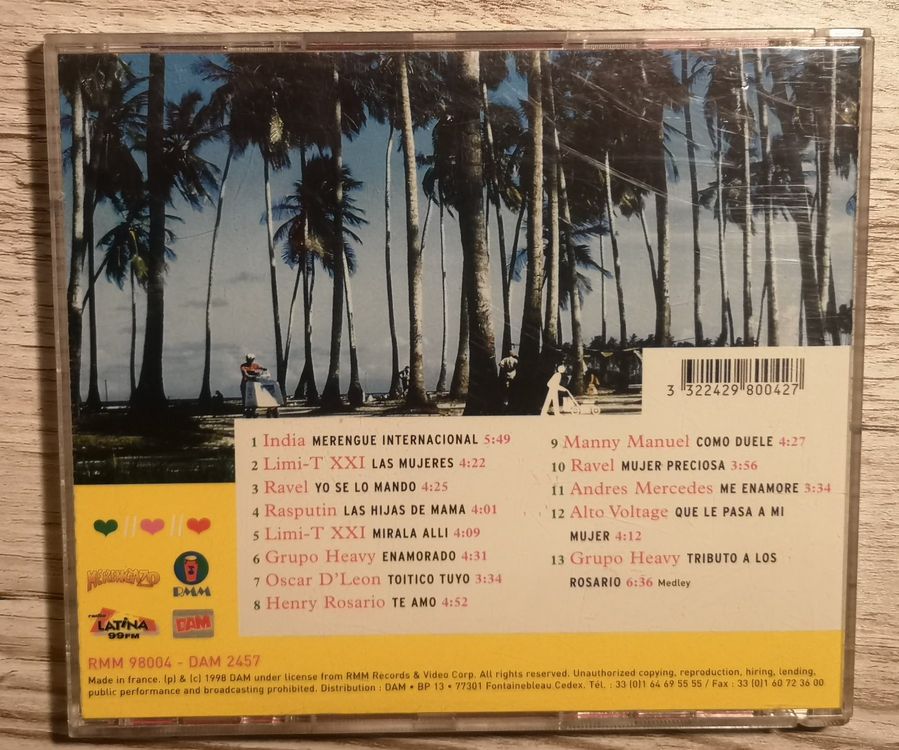 3 322429 800427
1 India MERENGUE INTERNACIONAL 5:49
2 Limi-T XXI LAS MUJERES 4:22
3 Ravel YO SE LO MANDO 4:25
4 Rasputin LAS HIJAS DE MAMA 4:01
5 Limi-T XXI MIRALA ALLI 4:09
6 Grupo Heavy ENAMORADO 4:31
7 Oscar D'Leon TOITICO TUYO 3:34
8 Henry Rosario TE AMO 4:52
9 Manny Manuel COMO DUELE 4:27
10 Ravel MUJER PRECIOSA 3:56
11 Andres Mercedes ME ENAMORE 3:34
12 Alto Voltage QUE LE PASA A MI
MUJER 4:12
13 Grupo Heavy TRIBUTO A LOS
ROSARIO 6:36 Medley
MERENGAZO
RMM
radio
LATINA
99FM
DAM
RMM 98004 - DAM 2457
Made in france. (p) & (c) 1998 DAM under license from RMM Records & Video Corp. All rights reserved. Unauthorized copying, reproduction, hiring, lending,
public performance and broadcasting prohibited. Distribution : DAM • BP 13 • 77301 Fontainebleau Cedex. Tél. : 33 (0)1 64 69 55 55 / Fax : 33 (0)1 60 72 36 00